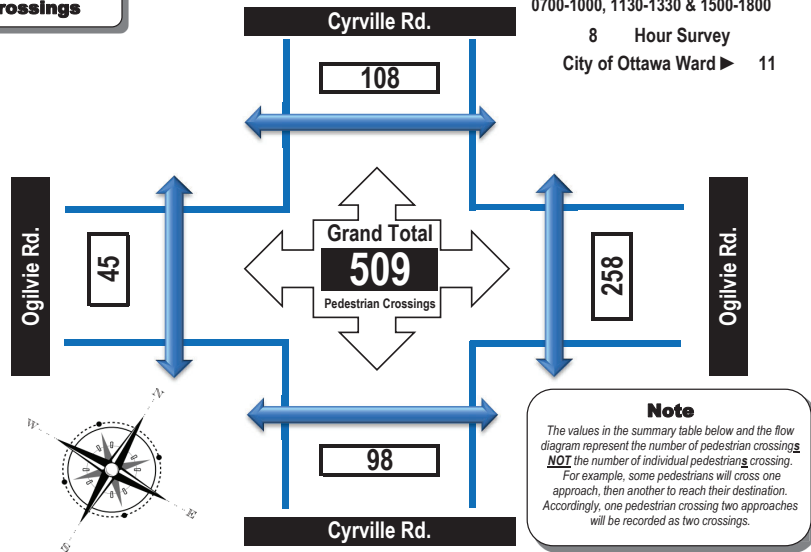 rossings
0700-1000, 1130-1330 & 1500-1800
8 Hour Survey
City of Ottawa Ward ► 11
Cyrville Rd.
108
Ogilvie Rd.
45
Grand Total
509
Pedestrian Crossings
258
Ogilvie Rd.
98
Cyrville Rd.
N
W
E
S
Note
The values in the summary table below and the flow
diagram represent the number of pedestrian crossings
NOT the number of individual pedestrians crossing.
For example, some pedestrians will cross one
approach, then another to reach their destination.
Accordingly, one pedestrian crossing two approaches
will be recorded as two crossings.